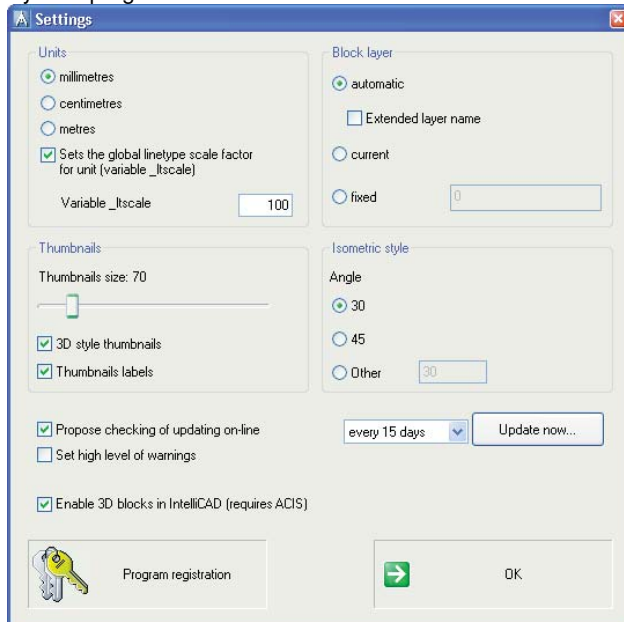 Settings
Units
millimetres
centimetres
metres
Sets the global linetype scale factor
for unit (variable _ltscale)
Variable _ltscale
100
Block layer
automatic
Extended layer name
current
fixed
0
Thumbnails
Thumbnails size: 70
3D style thumbnails
Thumbnails labels
Isometric style
Angle
30
45
Other
30
Propose checking of updating on-line
every 15 days
Update now...
Set high level of warnings
Enable 3D blocks in IntelliCAD (requires ACIS)
Program registration
OK